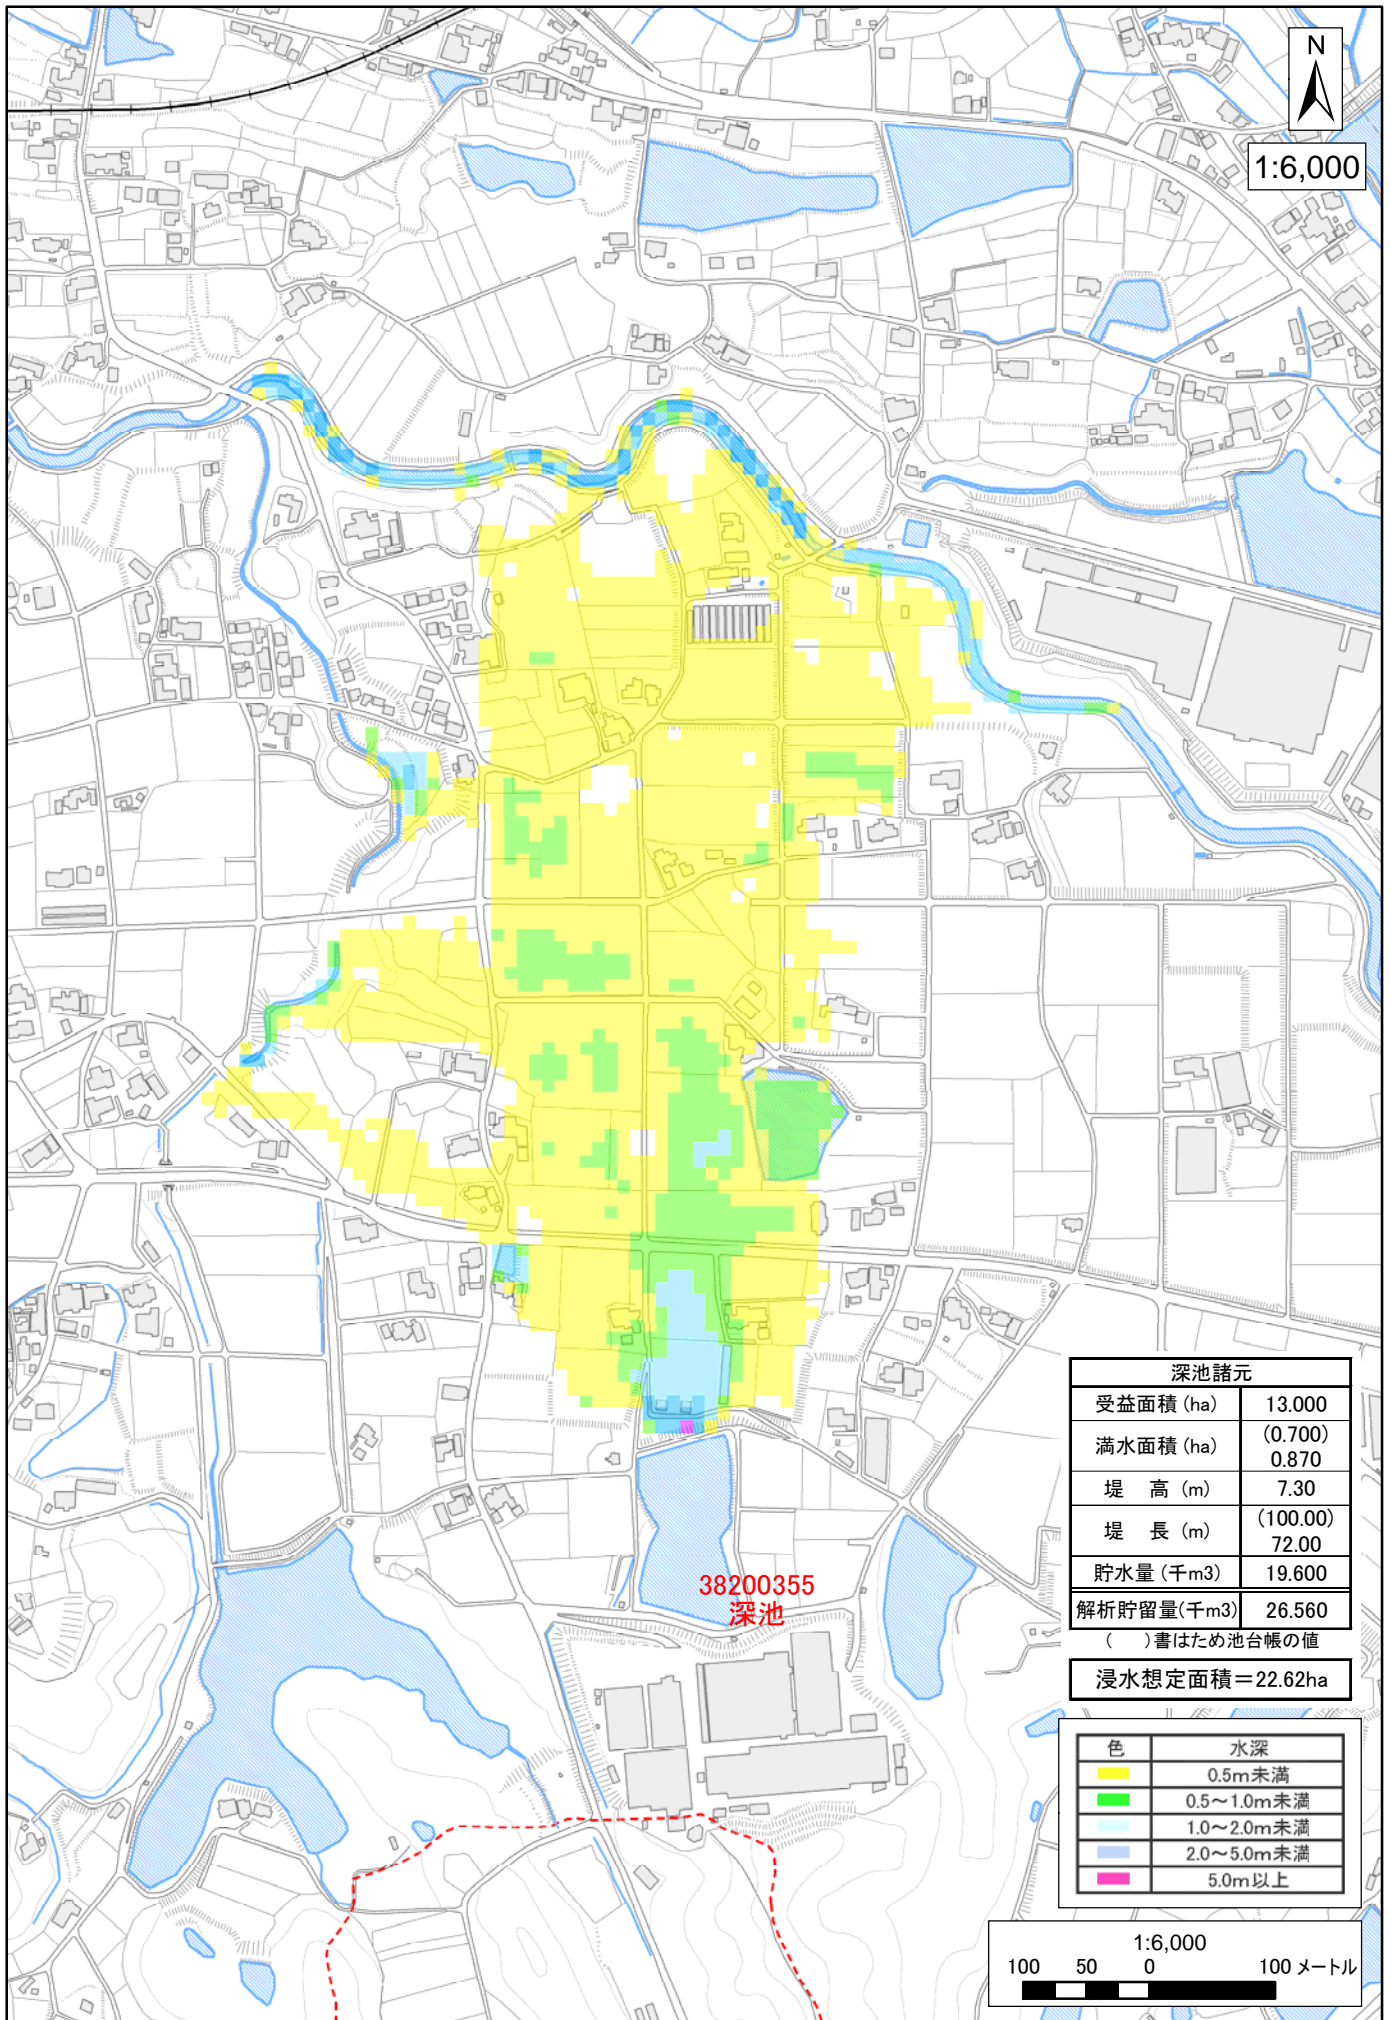 N
1:6,000
38200355
深池
深池諸元
受益面積(ha) 13.000
満水面積(ha) (0.700)
0.870
堤　高 (m) 7.30
堤　長 (m) (100.00)
72.00
貯水量(千m3) 19.600
解析貯留量(千m3) 26.560
(　)書はため池台帳の値
浸水想定面積＝22.62ha
色 水深
0.5m未満
0.5～1.0m未満
1.0～2.0m未満
2.0～5.0m未満
5.0m以上
1:6,000
100 50 0 100 メートル